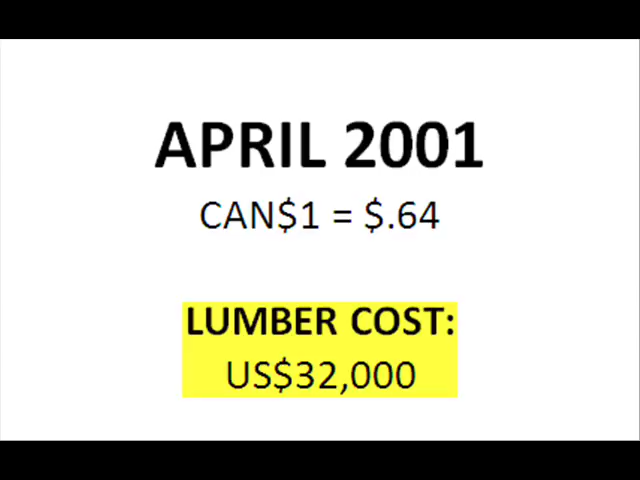 APRIL 2001
CAN$1 = $.64
LUMBER COST:
US$32,000